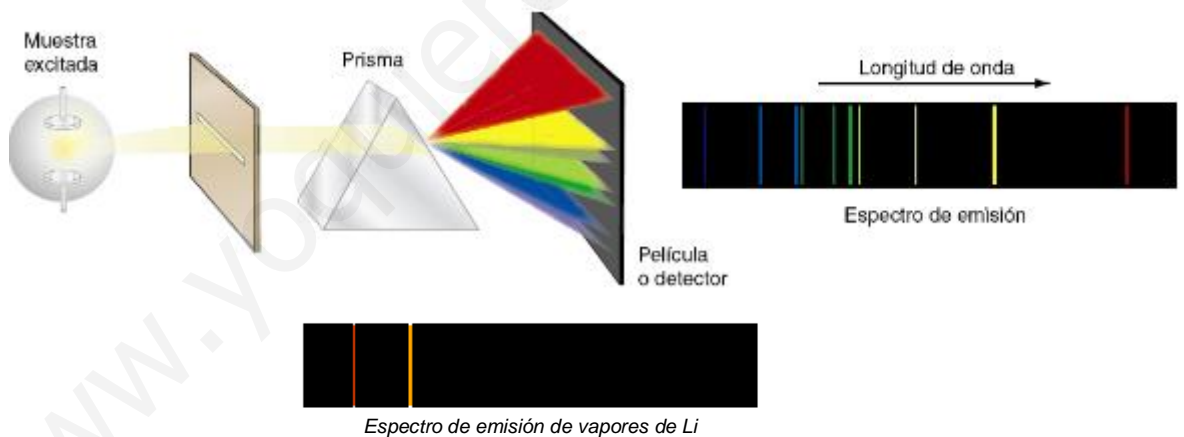 Muestra
excitada
Prisma
Película
o detector
Longitud de onda
Espectro de emisión
Espectro de emisión de vapores de Li